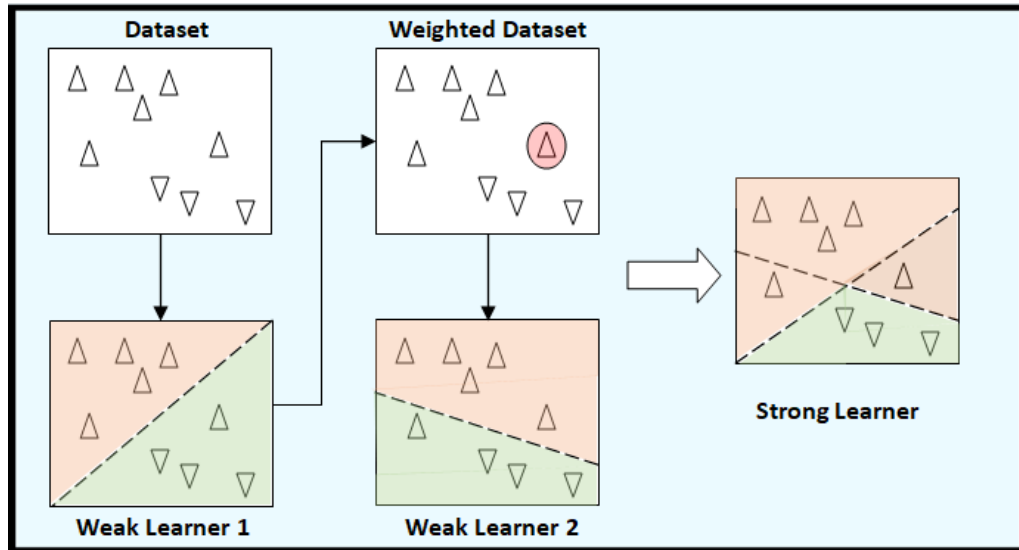 Dataset
Weighted Dataset
Weak Learner 1
Weak Learner 2
Strong Learner